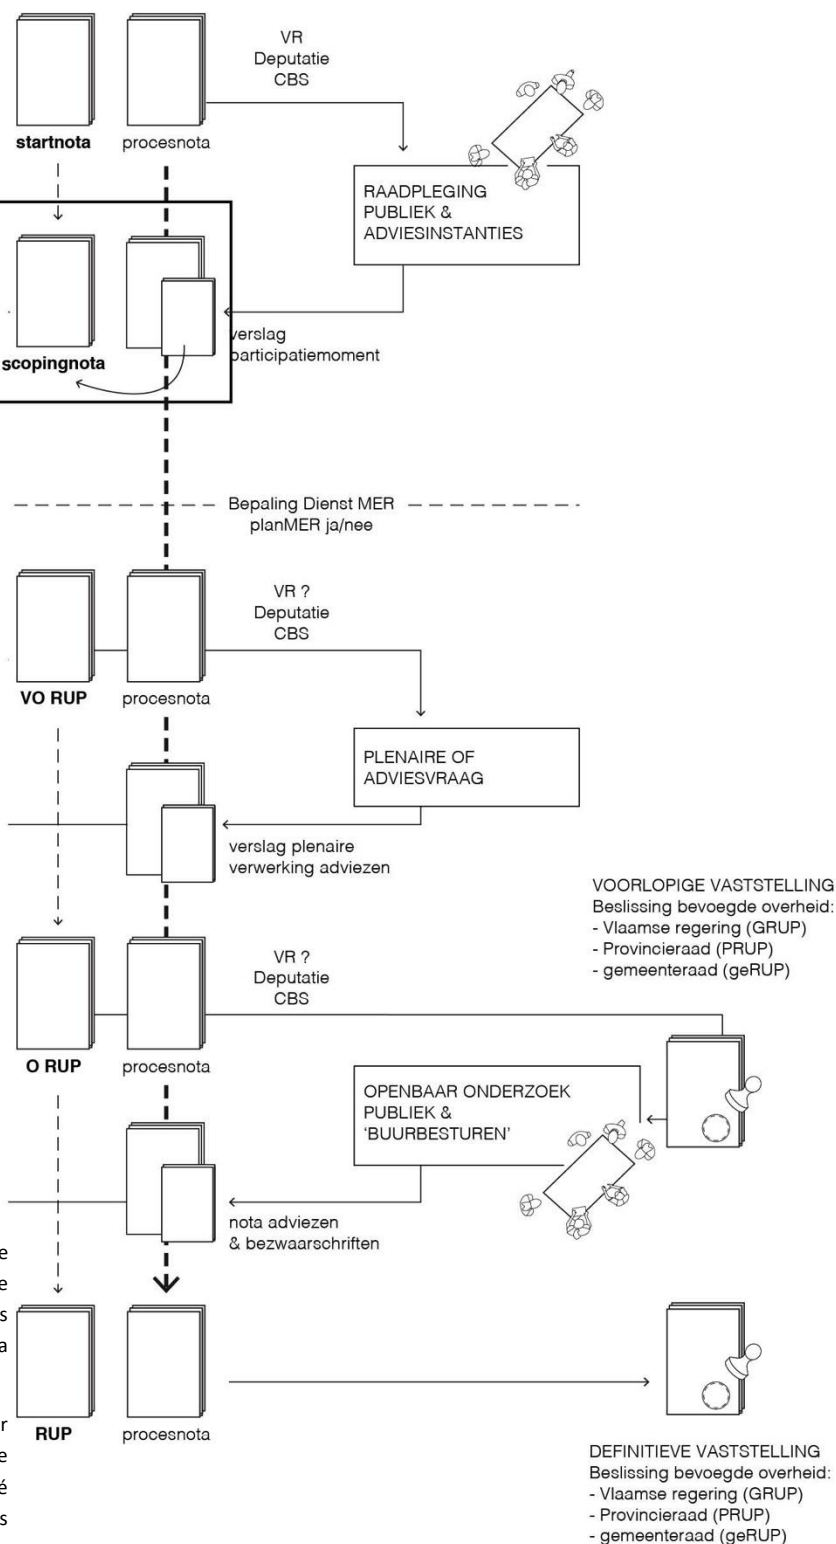 VR
Deputatie
CBS
startnota
procesnota
RAADPLEGING
PUBLIEK &
ADVIESINSTANTIES
verslag
participatiemoment
scopingnota
Bepaling Dienst MER
planMER ja/nee
VR ?
Deputatie
CBS
VO RUP
procesnota
PLENAIRE OF
ADVIESVRAAG
verslag plenaire
verwerking adviezen
VOORLOPIGE VASTSTELLING
Beslissing bevoegde overheid:
- Vlaamse regering (GRUP)
- Provincieraad (PRUP)
- gemeenteraad (geRUP)
VR ?
Deputatie
CBS
O RUP
procesnota
OPENBAAR ONDERZOEK
PUBLIEK &
'BUURBESTUREN'
nota adviezen
& bezwaarschriften
e
e
s
a
r
e
é
s
RUP
procesnota
DEFINITIEVE VASTSTELLING
Beslissing bevoegde overheid:
- Vlaamse regering (GRUP)
- Provincieraad (PRUP)
- gemeenteraad (geRUP)